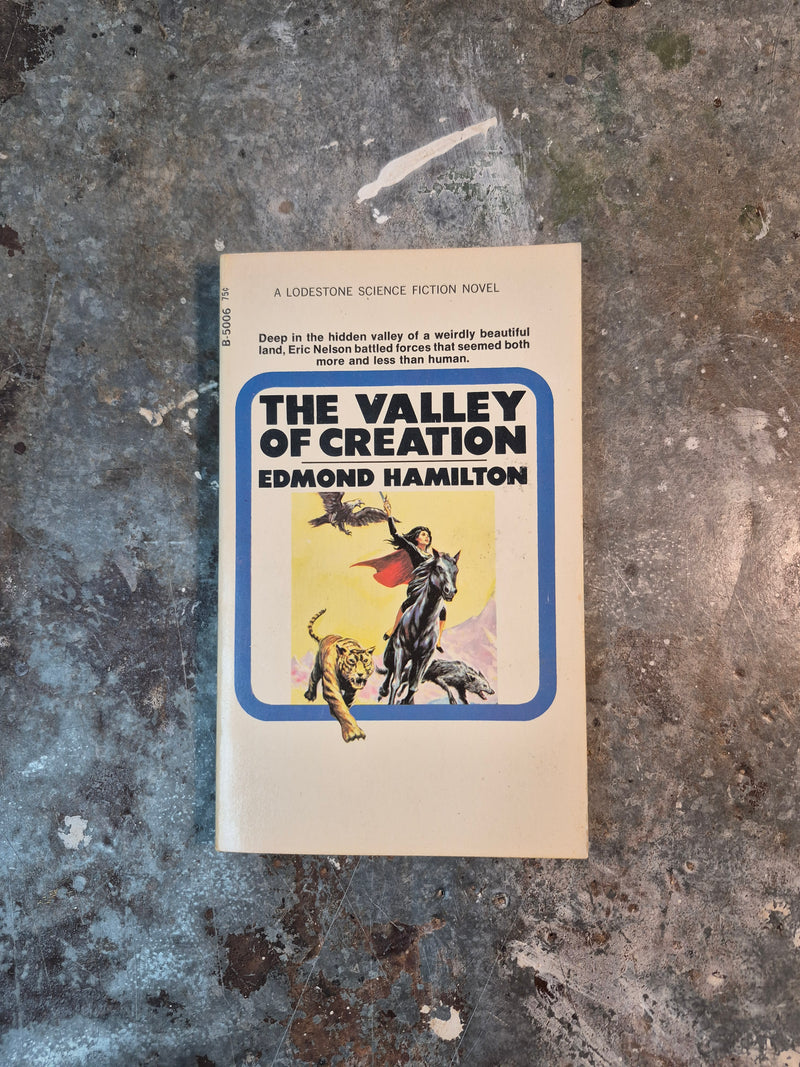 B-5006 75¢
A LODESTONE SCIENCE FICTION NOVEL
Deep in the hidden valley of a weirdly beautiful
land, Eric Nelson battled forces that seemed both
more and less than human.
THE VALLEY
OF CREATION
EDMOND HAMILTON